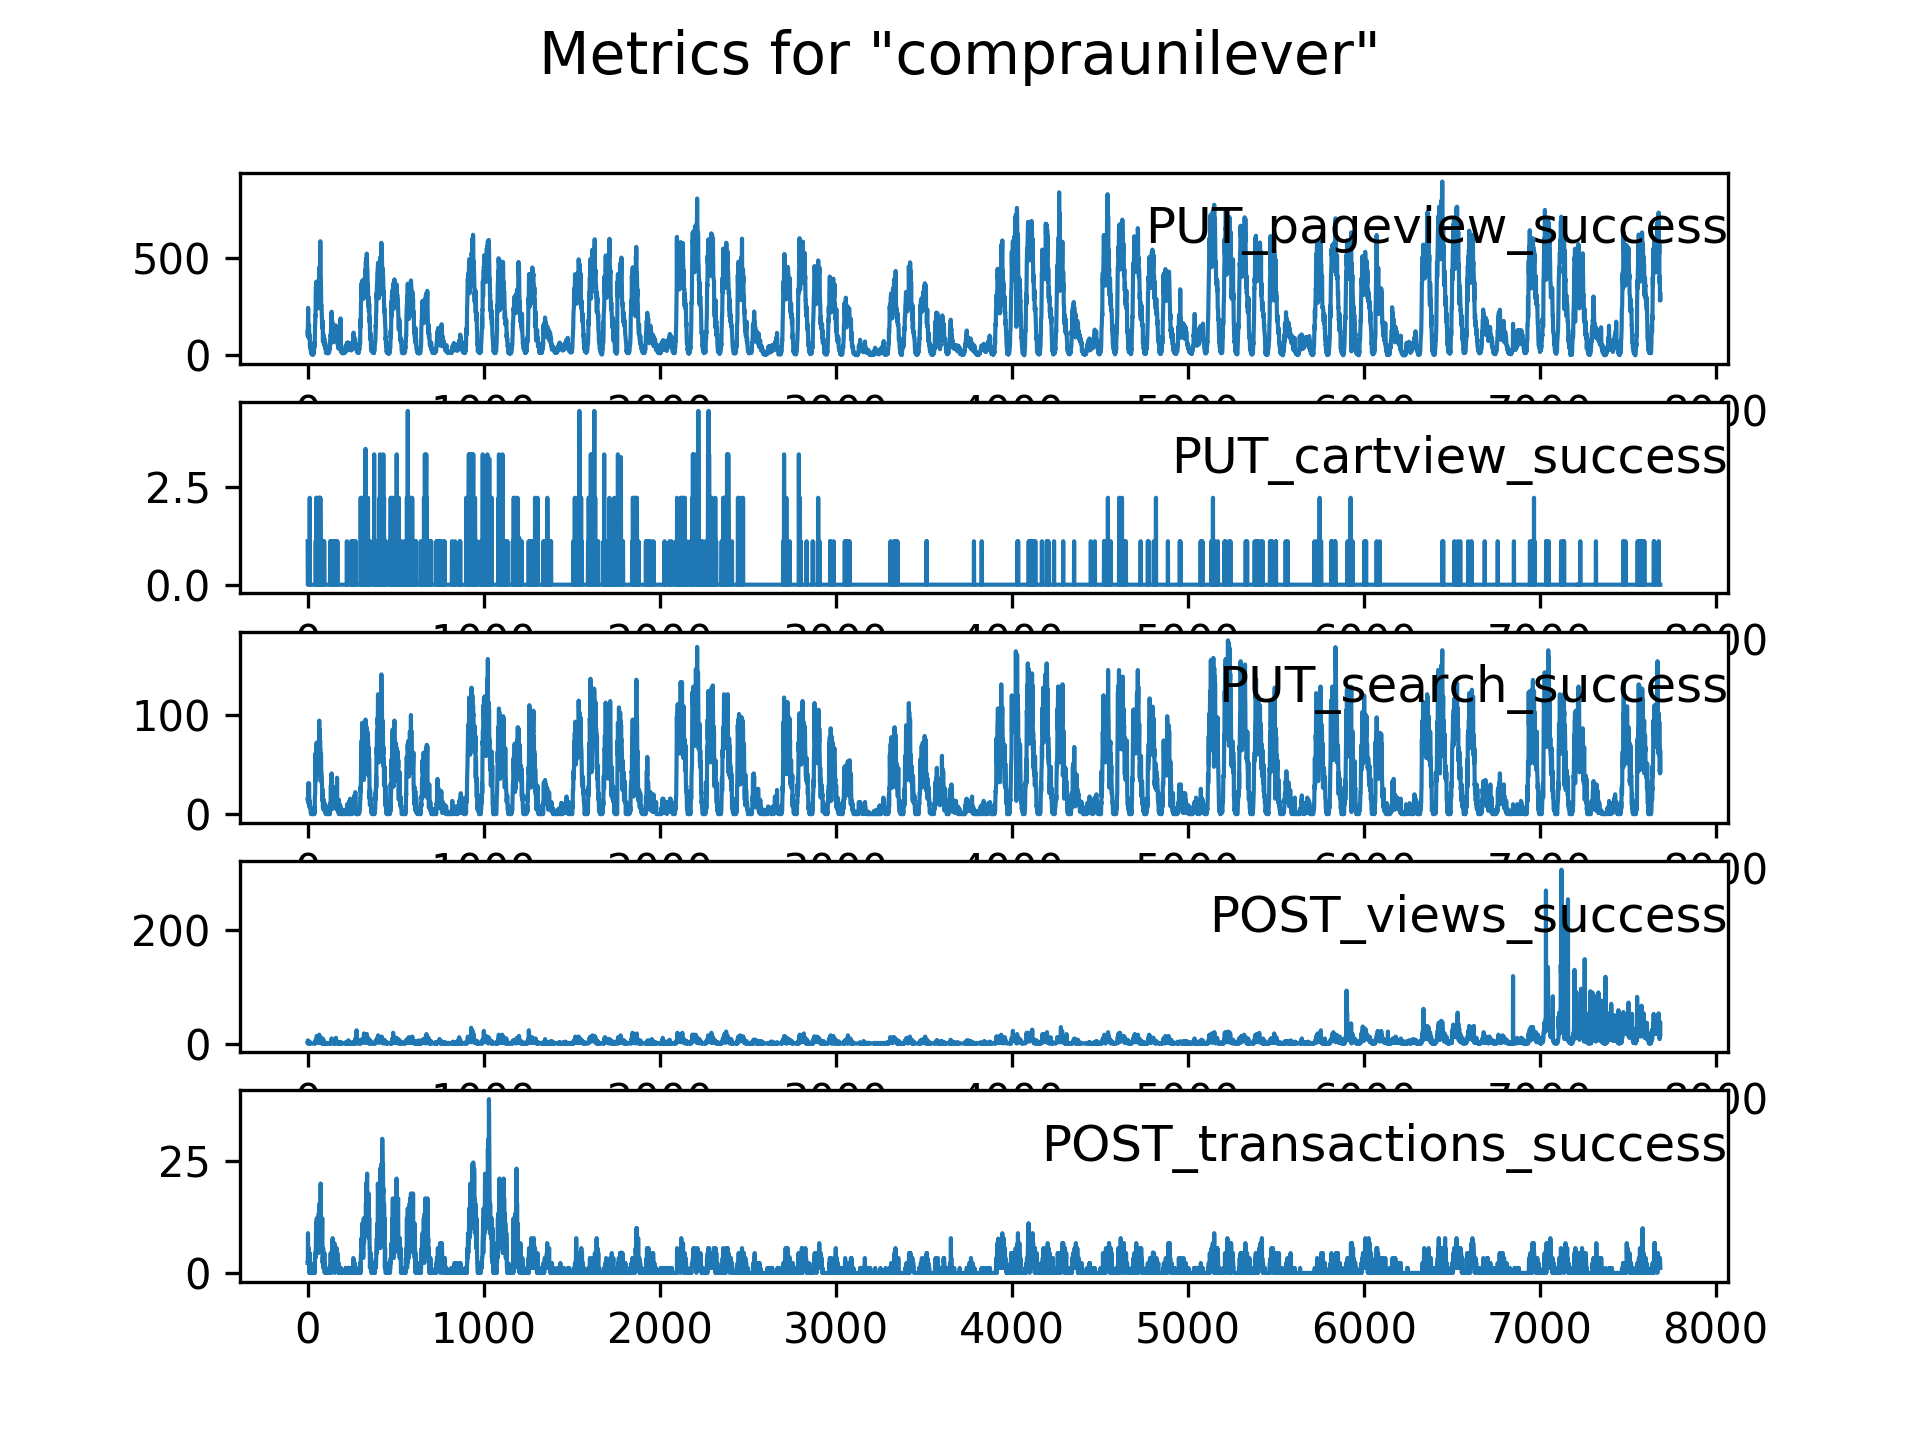 Metrics for "compraunilever"
PUT_pageview_success
500
0
PUT_cartview_success
2.5
0.0
PUT_search_success
100
0
POST_views_success
200
0
POST_transactions_success
25
0
0 1000 2000 3000 4000 5000 6000 7000 8000